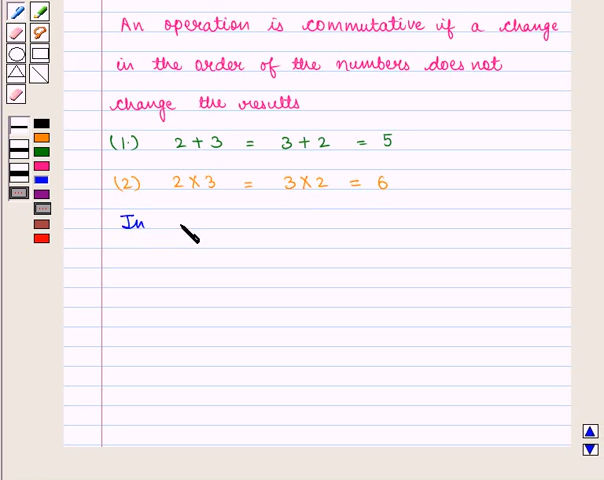 An operation is commutative if a change
in the order of the numbers does not
change the results
(1.) 2 + 3 = 3 + 2 = 5
(2) 2 × 3 = 3 × 2 = 6
In